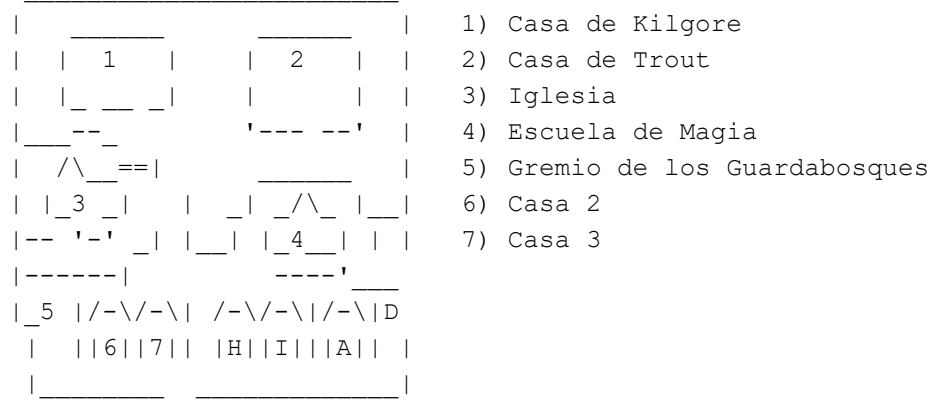 1 2
3
4
5 D
6 7 H I A
1) Casa de Kilgore
2) Casa de Trout
3) Iglesia
4) Escuela de Magia
5) Gremio de los Guardabosques
6) Casa 2
7) Casa 3